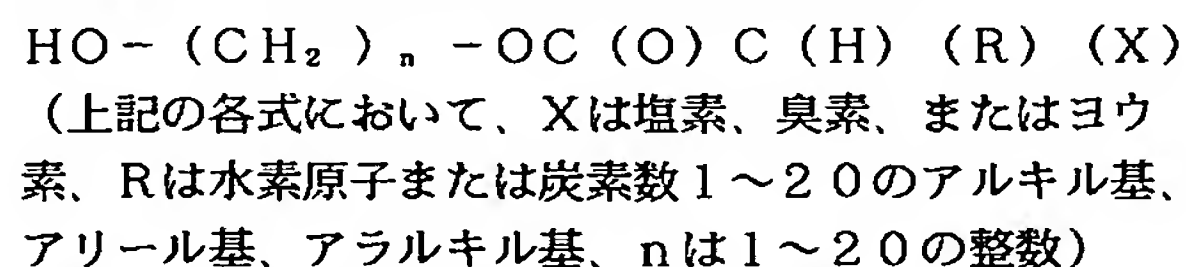 HO－（CH₂）ₙ－OC（O）C（H）（R）（X）
（上記の各式において、Xは塩素、臭素、またはヨウ
素、Rは水素原子または炭素数1～20のアルキル基、
アリール基、アラルキル基、nは1～20の整数）